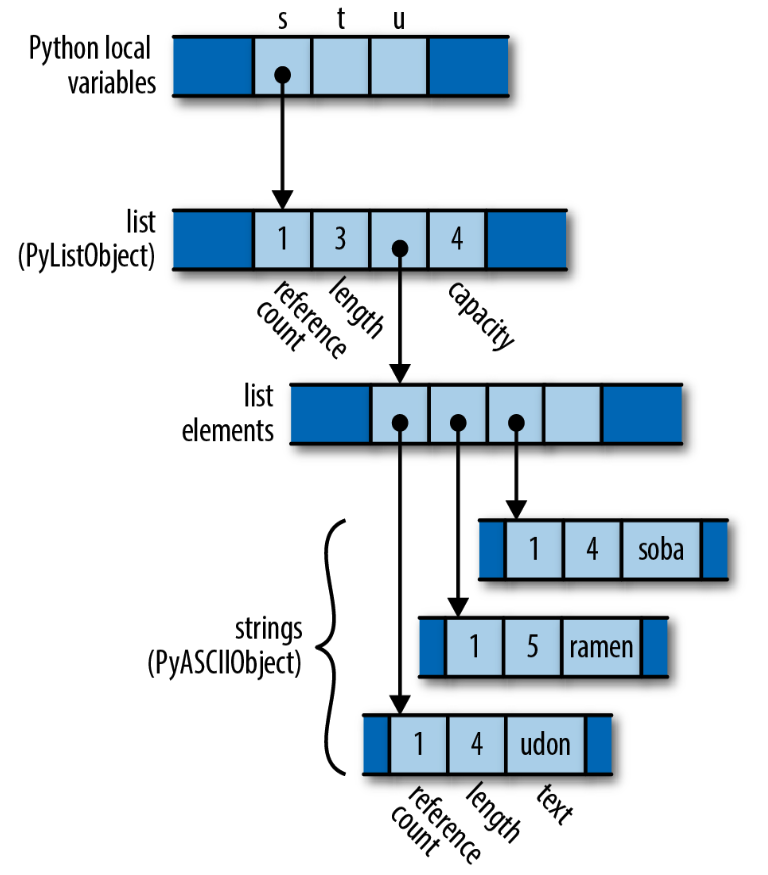 s t u
Python local
variables
list
(PyListObject)
1 3 4
reference
count
length
capacity
list
elements
1 4 soba
strings
(PyASCIIObject)
1 5 ramen
1 4 udon
reference
count
length
text